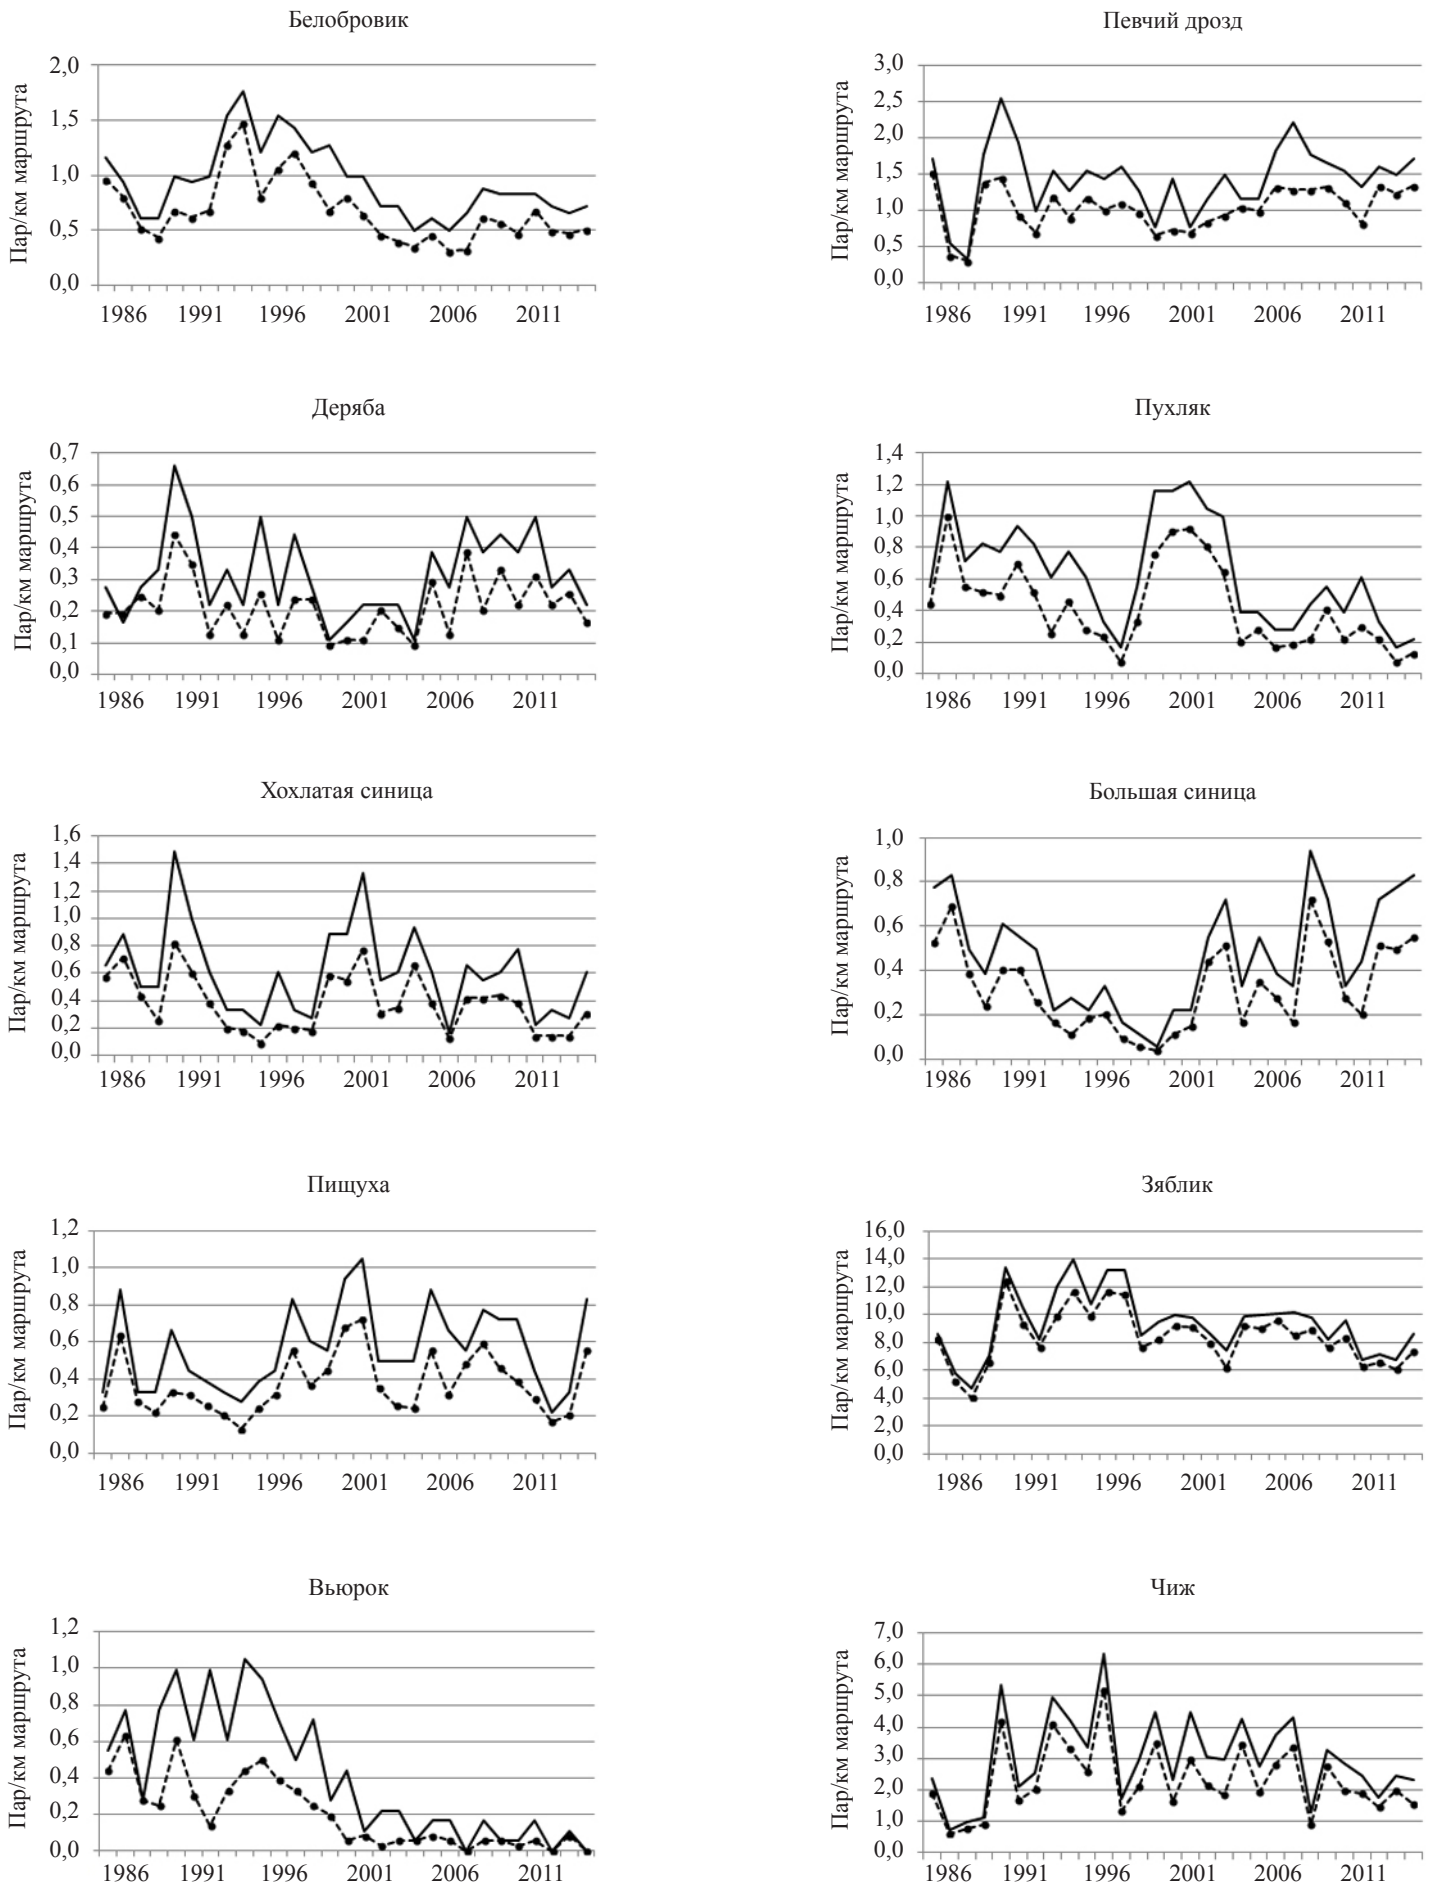 Белобровик
Пар/км маршрута
2,0
1,5
1,0
0,5
0,0
1986 1991 1996 2001 2006 2011
Певчий дрозд
Пар/км маршрута
3,0
2,5
2,0
1,5
1,0
0,5
0,0
1986 1991 1996 2001 2006 2011
Деряба
Пар/км маршрута
0,7
0,6
0,5
0,4
0,3
0,2
0,1
0,0
1986 1991 1996 2001 2006 2011
Пухляк
Пар/км маршрута
1,4
1,2
1,0
0,8
0,6
0,4
0,2
0,0
1986 1991 1996 2001 2006 2011
Хохлатая синица
Пар/км маршрута
1,6
1,4
1,2
1,0
0,8
0,6
0,4
0,2
0,0
1986 1991 1996 2001 2006 2011
Большая синица
Пар/км маршрута
1,0
0,8
0,6
0,4
0,2
0,0
1986 1991 1996 2001 2006 2011
Пищуха
Пар/км маршрута
1,2
1,0
0,8
0,6
0,4
0,2
0,0
1986 1991 1996 2001 2006 2011
Зяблик
Пар/км маршрута
16,0
14,0
12,0
10,0
8,0
6,0
4,0
2,0
0,0
1986 1991 1996 2001 2006 2011
Вьюрок
Пар/км маршрута
1,2
1,0
0,8
0,6
0,4
0,2
0,0
1986 1991 1996 2001 2006 2011
Чиж
Пар/км маршрута
7,0
6,0
5,0
4,0
3,0
2,0
1,0
0,0
1986 1991 1996 2001 2006 2011